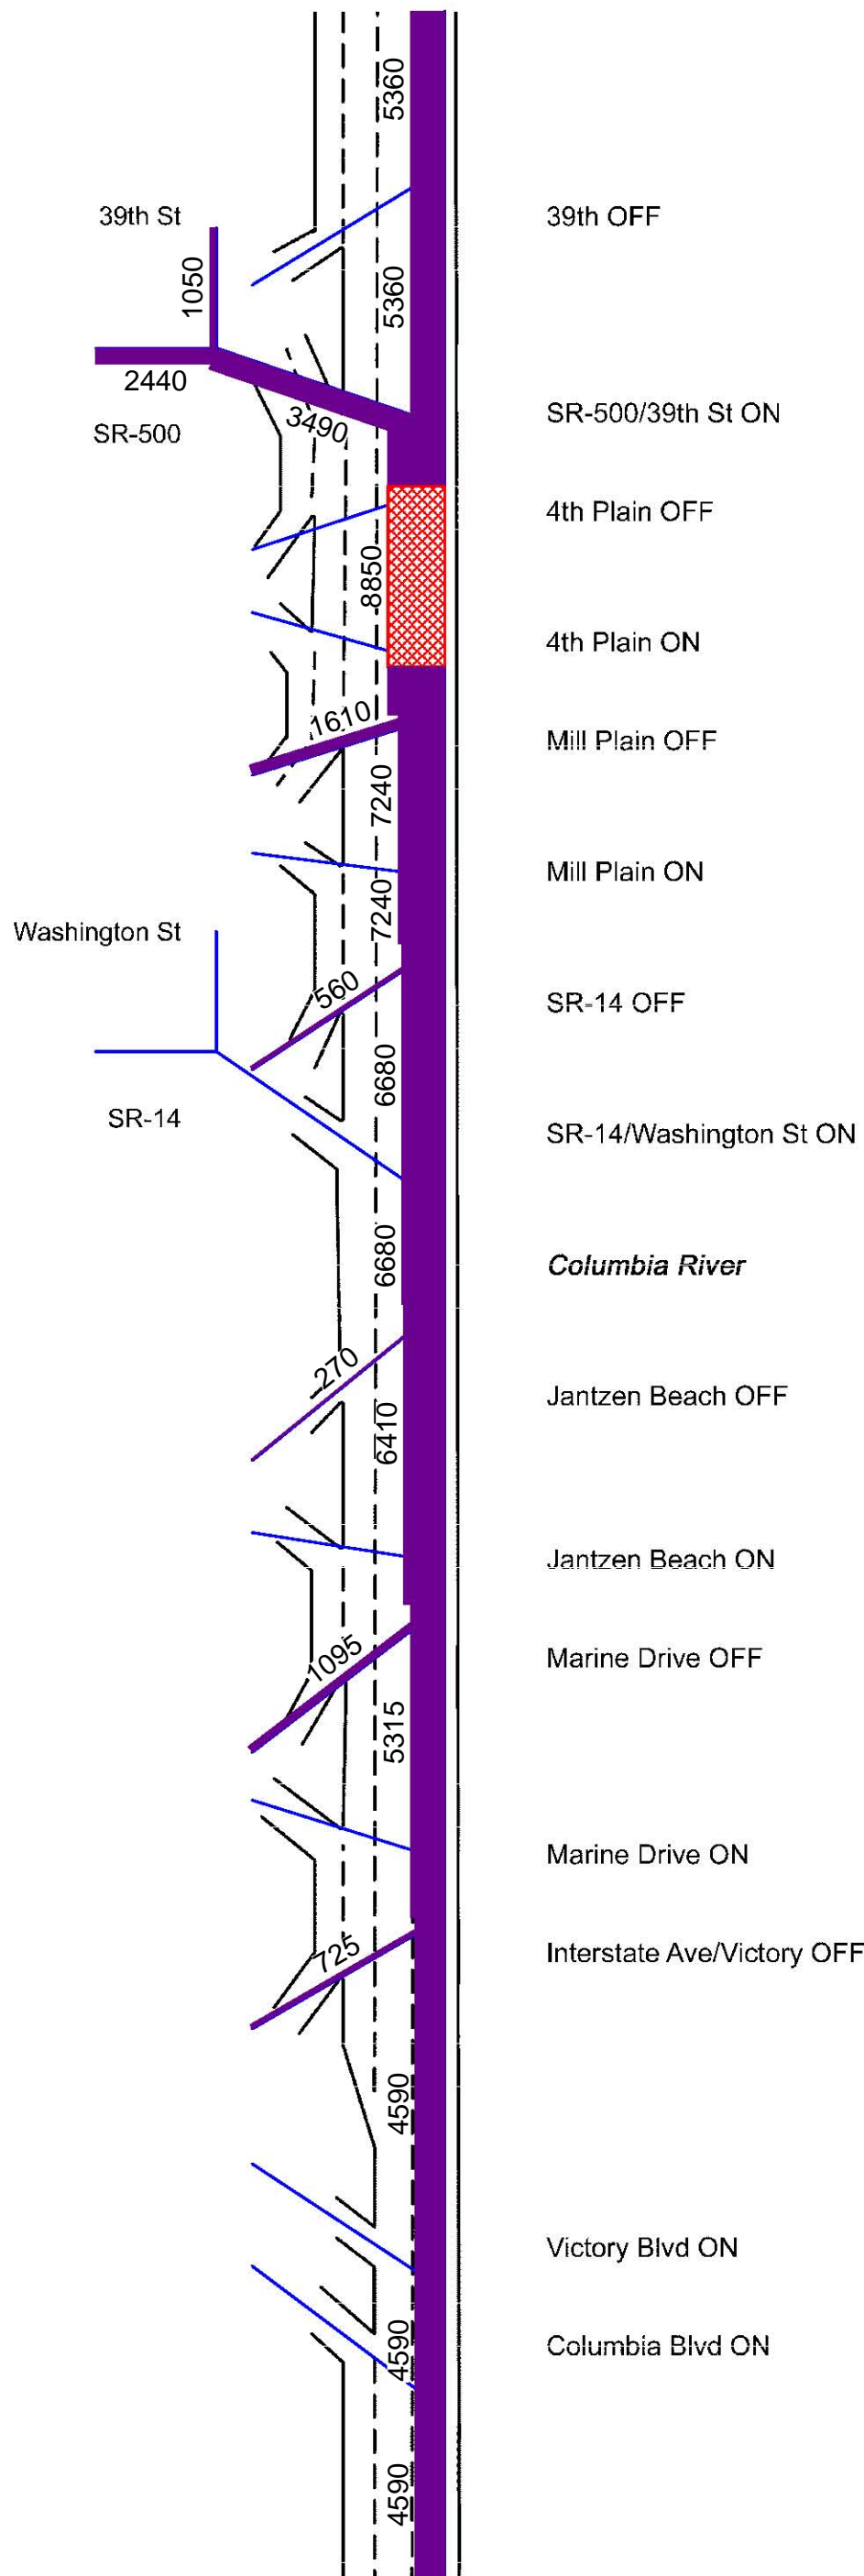 5360
39th St
39th OFF
1050
5360
2440
SR-500
3490
SR-500/39th St ON
4th Plain OFF
8850
4th Plain ON
1610
Mill Plain OFF
7240
Mill Plain ON
7240
Washington St
560
SR-14 OFF
6680
SR-14
SR-14/Washington St ON
6680
Columbia River
270
Jantzen Beach OFF
6410
Jantzen Beach ON
1095
Marine Drive OFF
5315
Marine Drive ON
725
Interstate Ave/Victory OFF
4590
Victory Blvd ON
4590
Columbia Blvd ON
4590